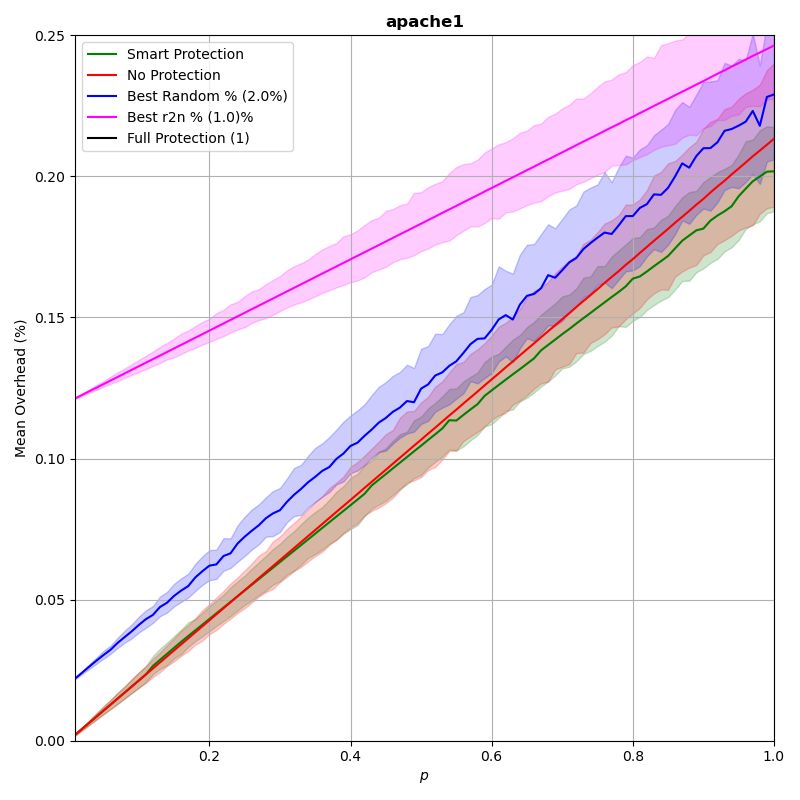 apache1
Smart Protection
No Protection
Best Random % (2.0%)
Best r2n % (1.0)%
Full Protection (1)
Mean Overhead (%)
0.25
0.20
0.15
0.10
0.05
0.00
0.2 0.4 0.6 0.8 1.0
p